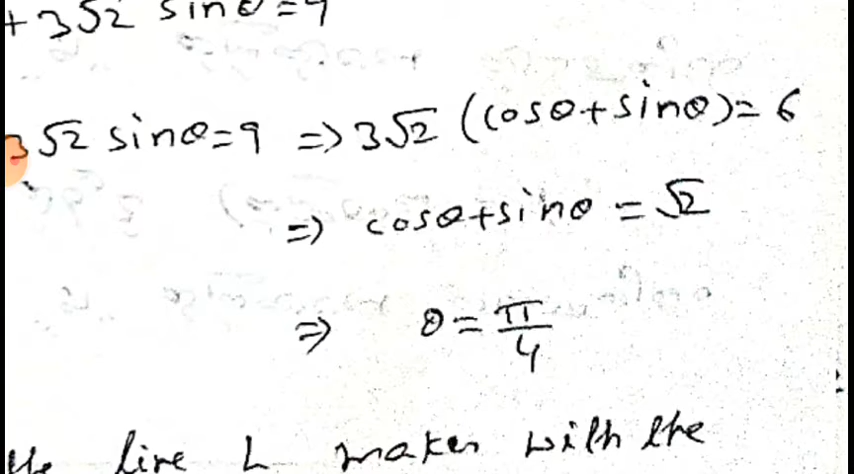 +3√2 sinθ=9
3√2 sinθ=9 => 3√2 (cosθ+sinθ)=6
=> cosθ+sinθ = √2
=> θ = π/4
the line L makes with the